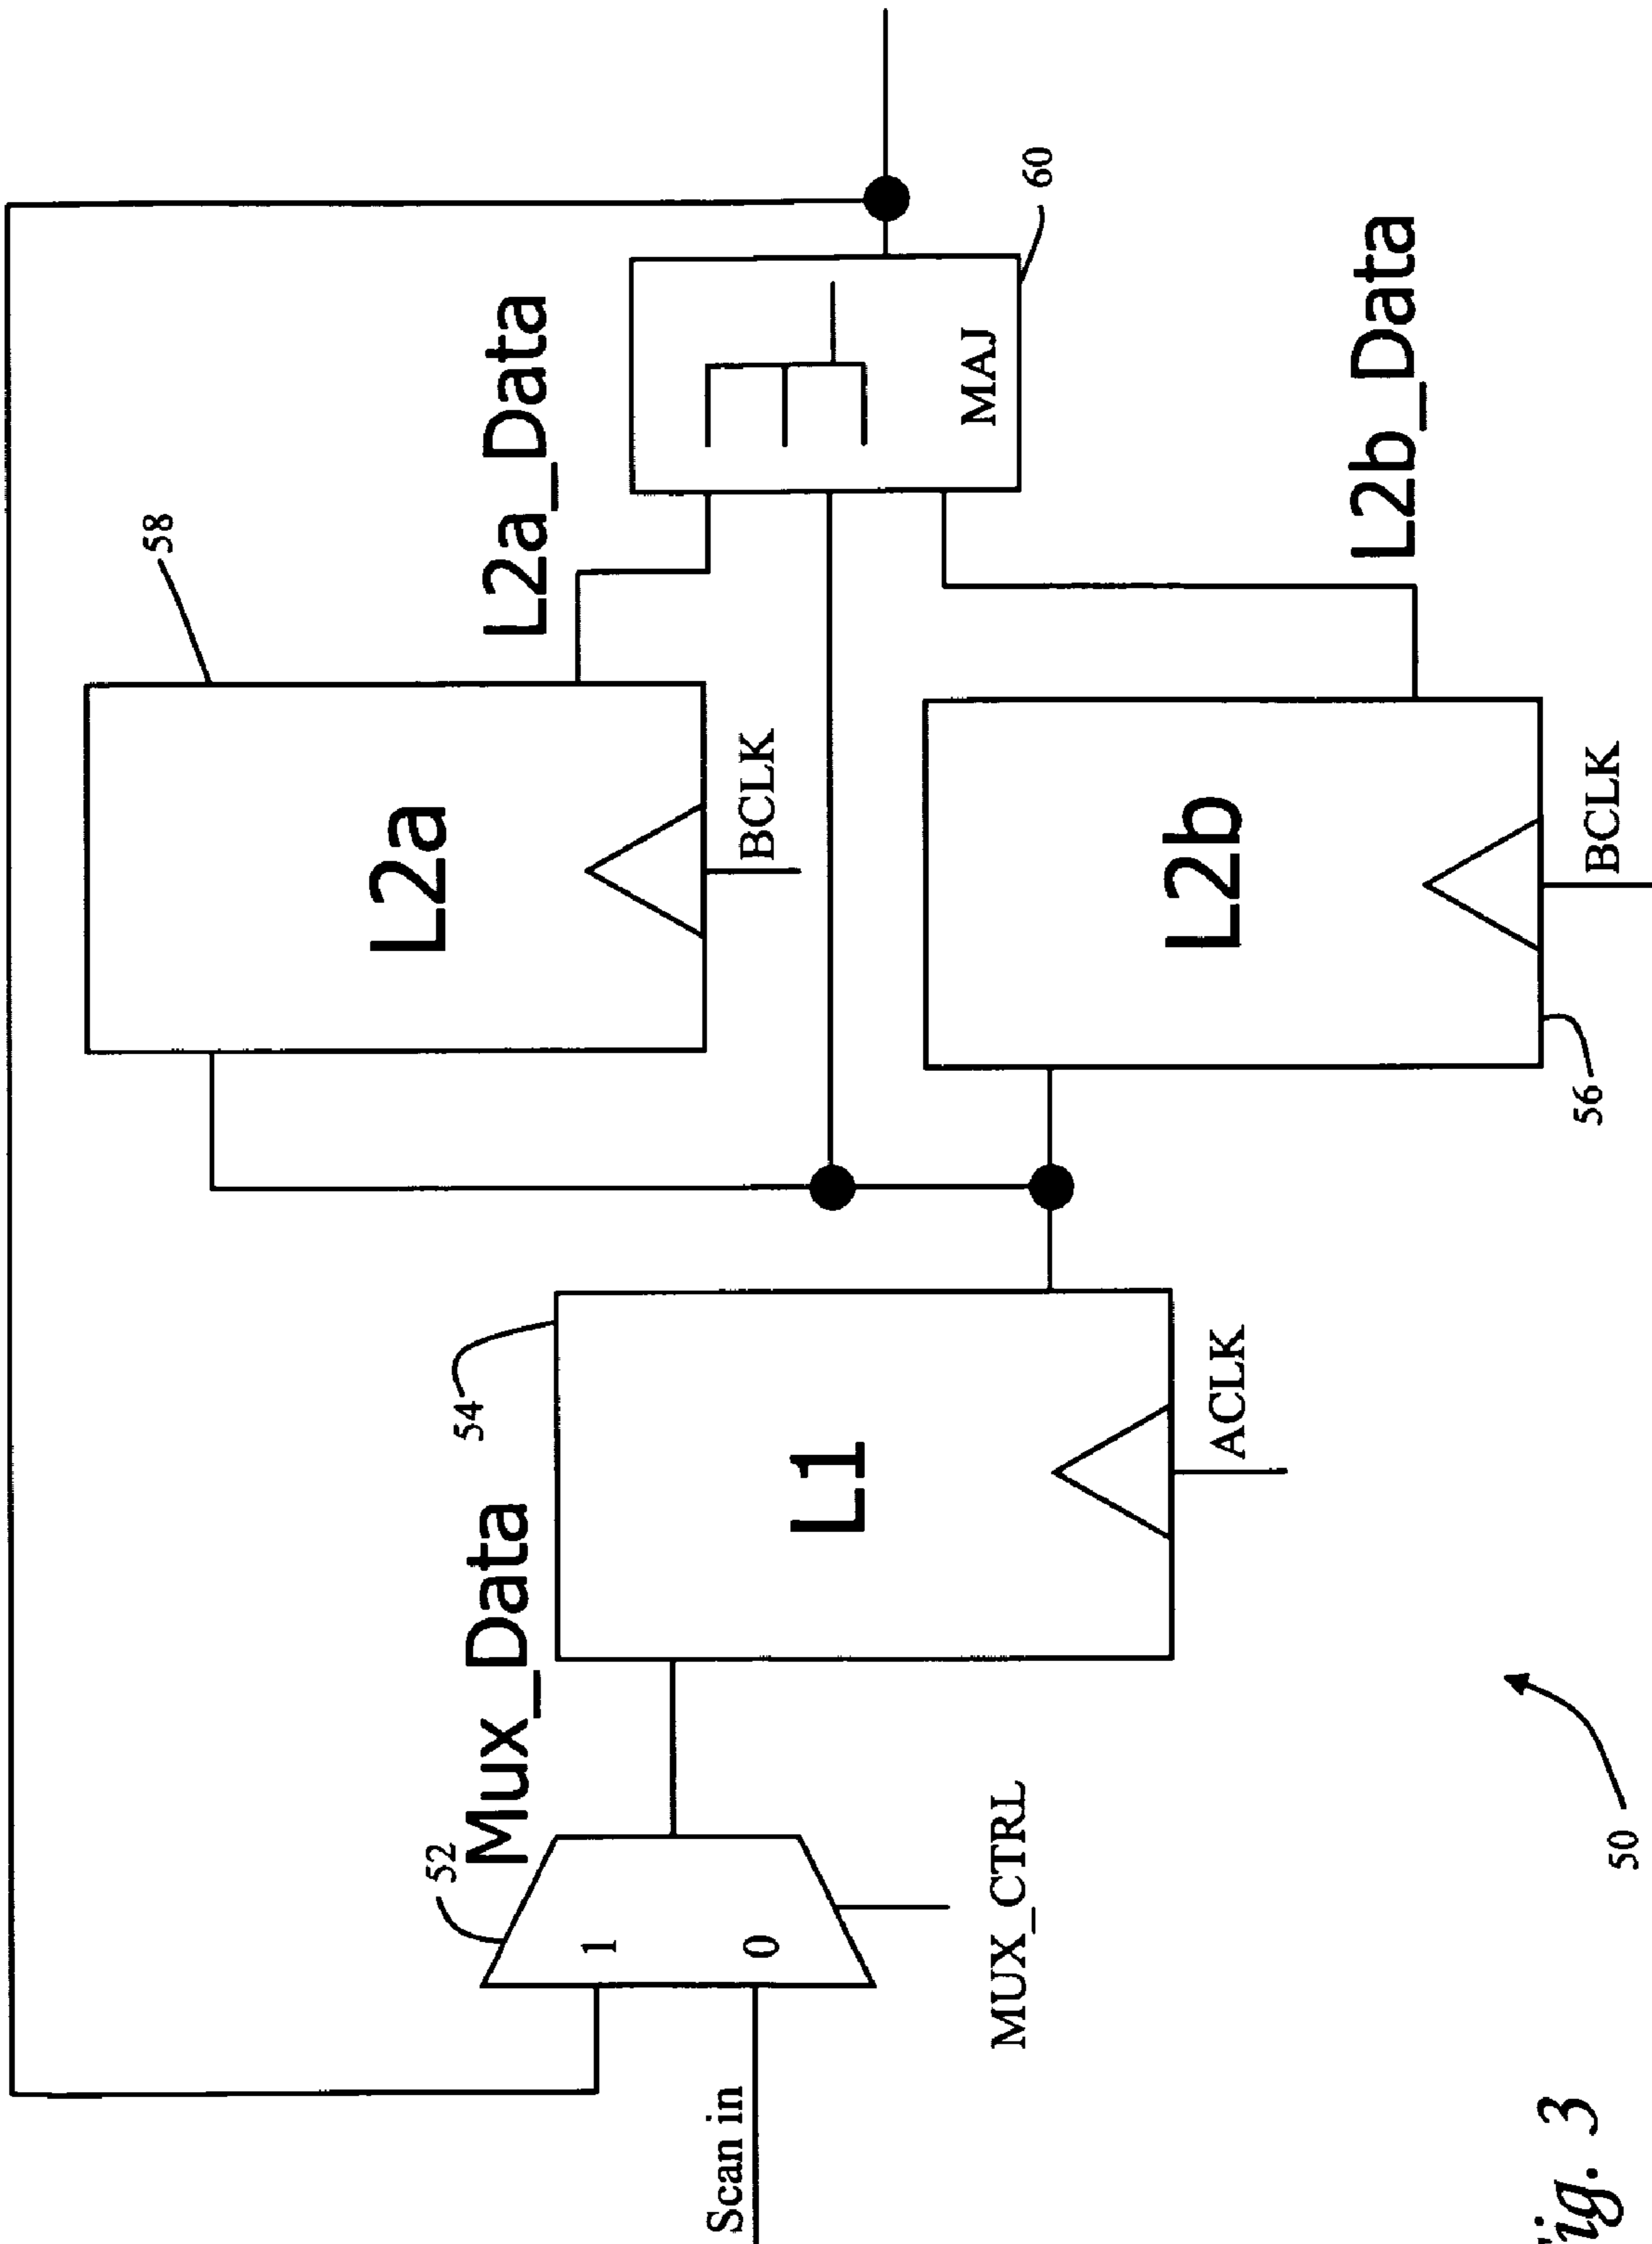 58
L2a
BCLK
L2a_Data
52
Mux_Data
1
0
Scan in
MUX_CTRL
54
L1
ACLK
MAJ
60
L2b
BCLK
L2b_Data
56
50
ig. 3